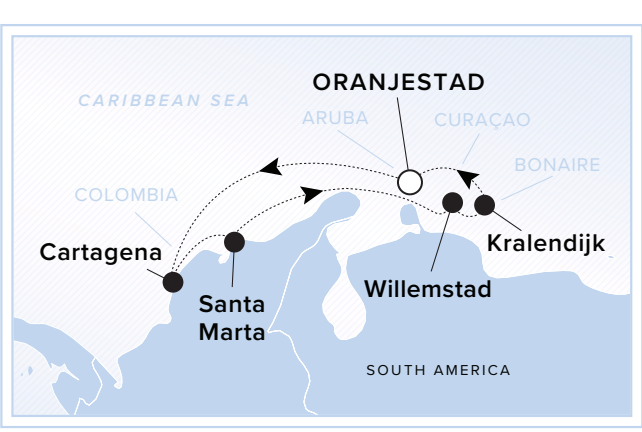 ORANJESTAD
CARIBBEAN SEA
ARUBA
CURAÇAO
BONAIRE
COLOMBIA
Cartagena
Kralendijk
Santa
Marta
Willemstad
SOUTH AMERICA